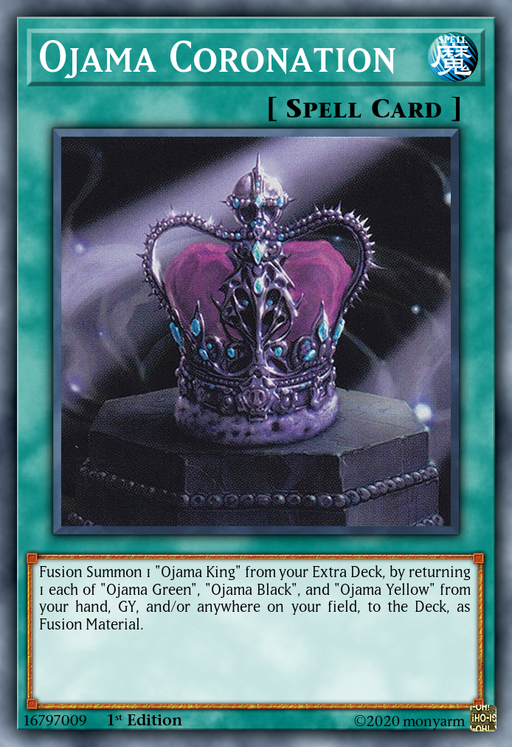 Ojama Coronation
SPELL
魔
[ Spell Card ]
Fusion Summon 1 "Ojama King" from your Extra Deck, by returning
1 each of "Ojama Green", "Ojama Black", and "Ojama Yellow" from
your hand, GY, and/or anywhere on your field, to the Deck, as
Fusion Material.
16797009 1st Edition ©2020 monyarm